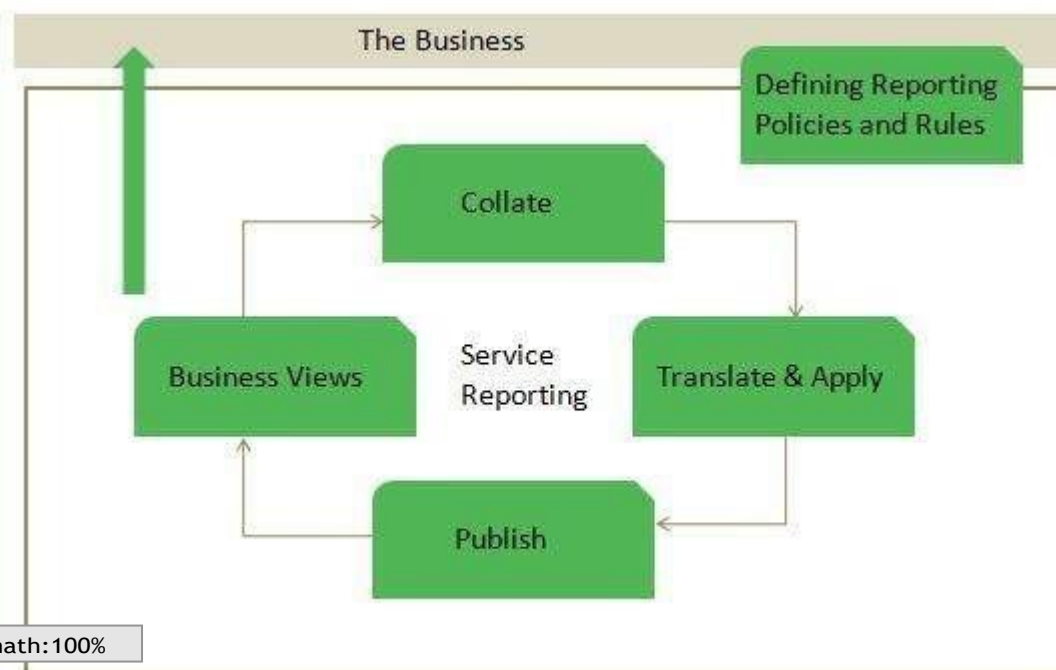 The Business
Defining Reporting
Policies and Rules
Collate
Business Views
Service
Reporting
Translate & Apply
Publish
ath:100%